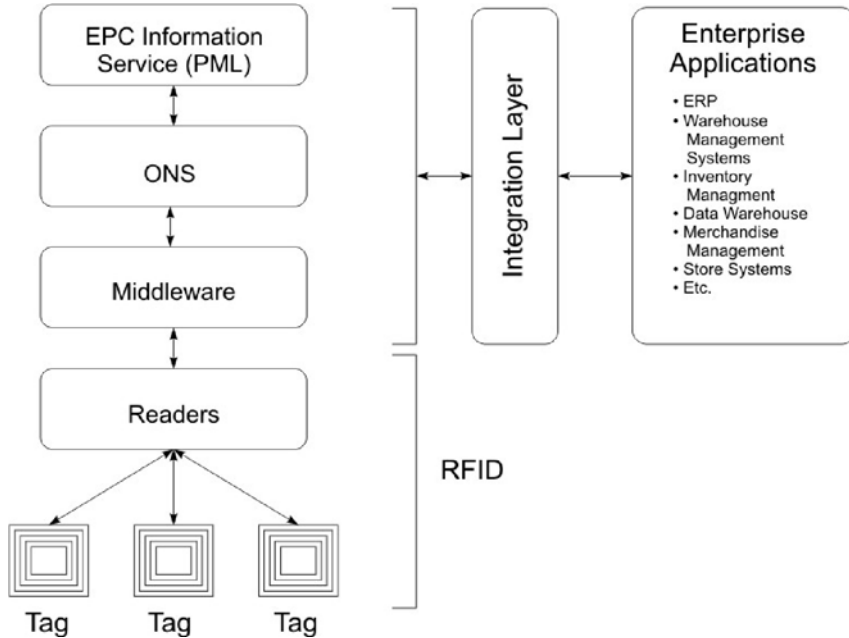 EPC Information
Service (PML)
ONS
Middleware
Readers
Tag
Tag
Tag
RFID
Integration Layer
Enterprise
Applications
• ERP
• Warehouse
Management
Systems
• Inventory
Managment
• Data Warehouse
• Merchandise
Management
• Store Systems
• Etc.